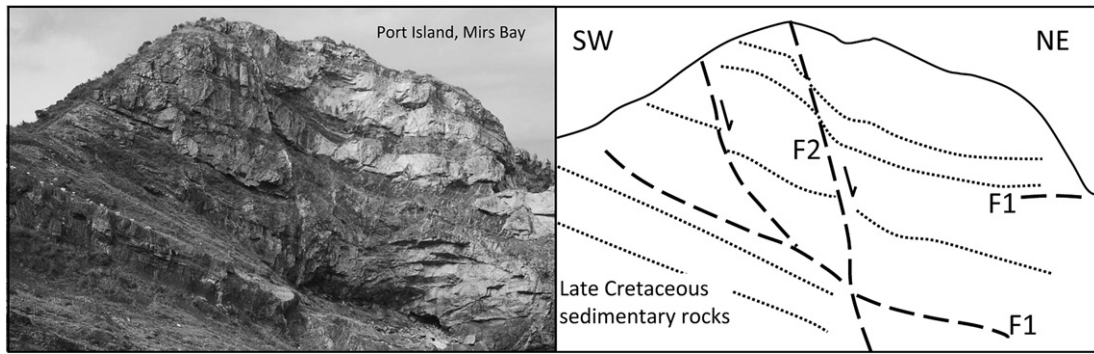 Port Island, Mirs Bay
SW
NE
F2
F1
Late Cretaceous
sedimentary rocks
F1